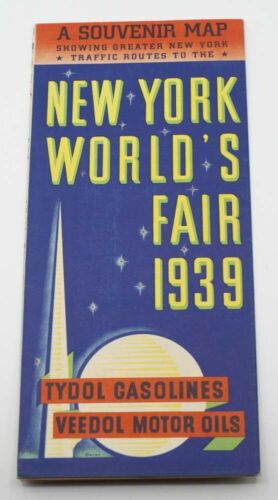 A SOUVENIR MAP
SHOWING GREATER NEW YORK
★ TRAFFIC ROUTES TO THE ★
NEW YORK
WORLD'S
FAIR
1939
TYDOL GASOLINES
VEEDOL MOTOR OILS